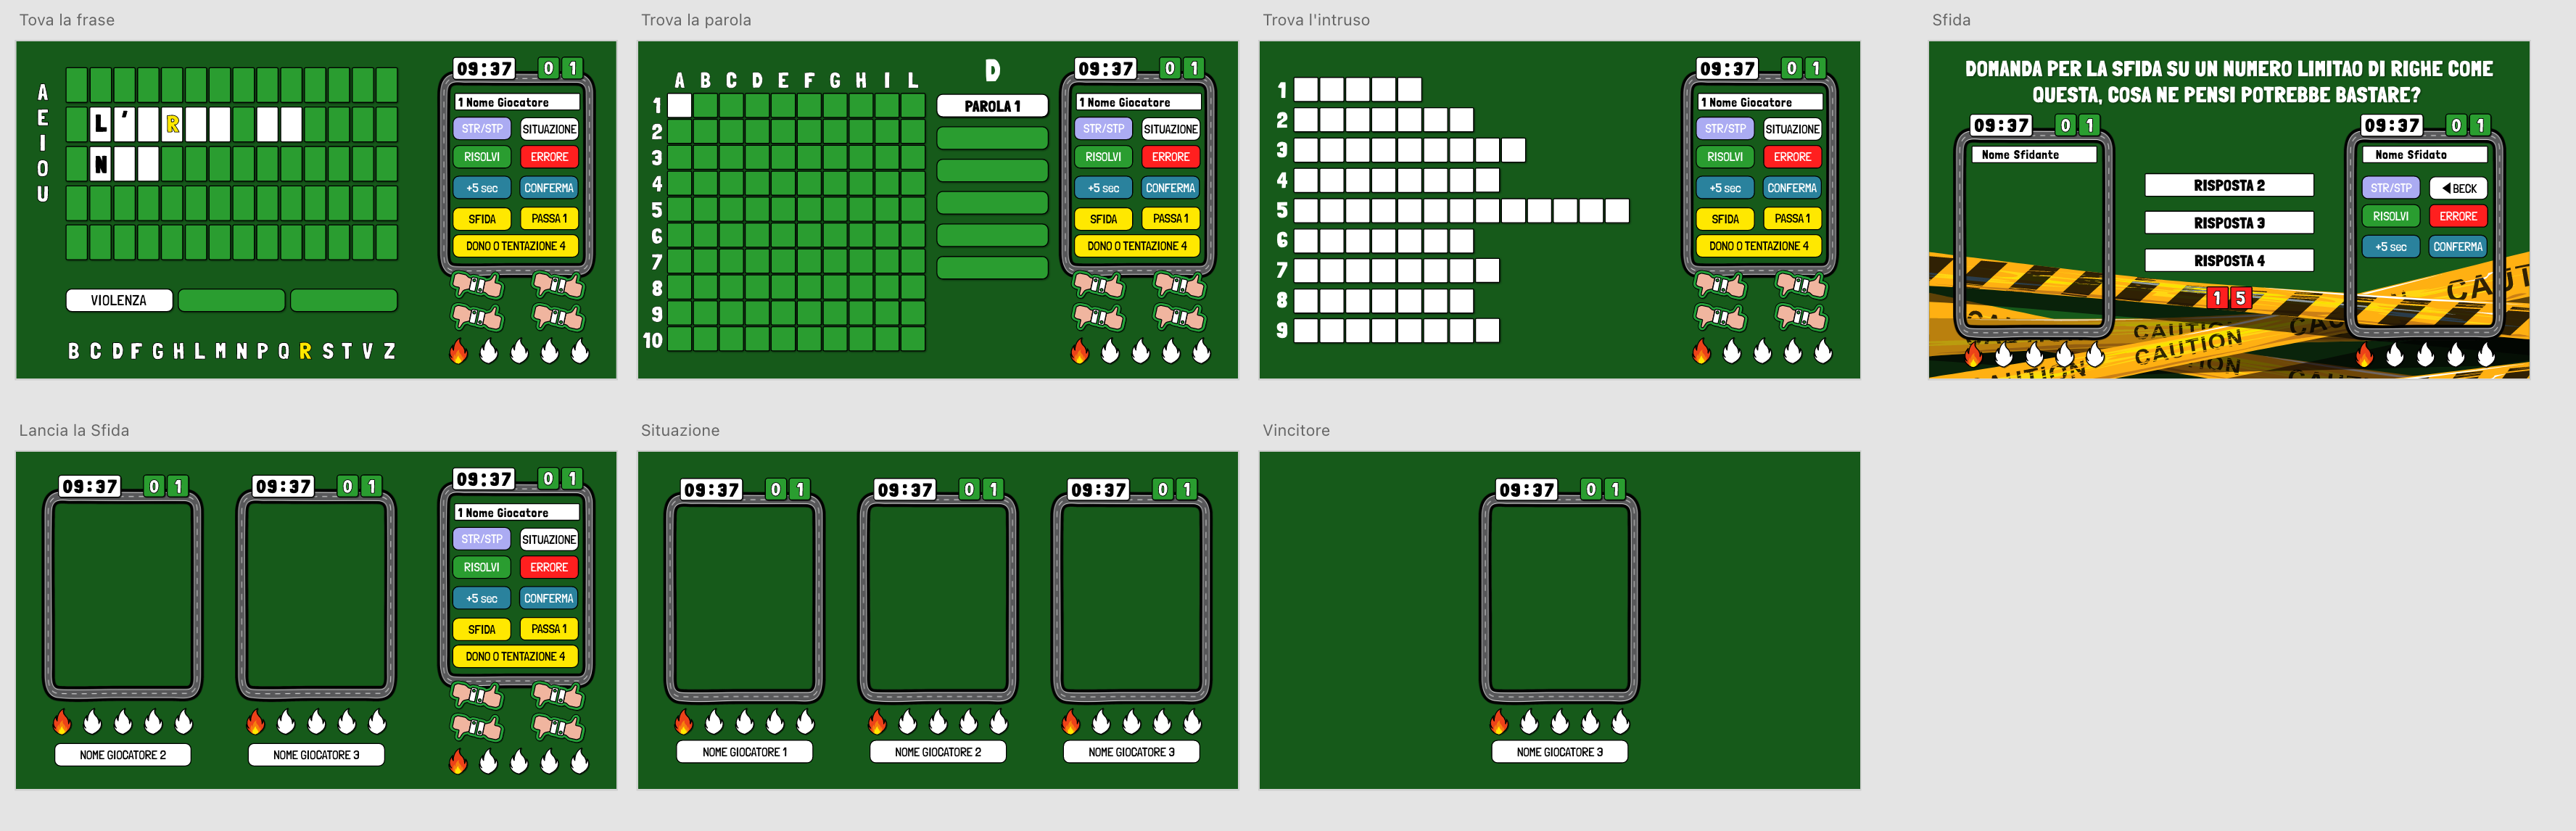 Tova la frase
A
E
I
O
U
L ' R
N
VIOLENZA
B C D F G H L M N P Q R S T V Z
09:37 0 1
1 Nome Giocatore
STR/STP SITUAZIONE
RISOLVI ERRORE
+5 sec CONFERMA
SFIDA PASSA 1
DONO O TENTAZIONE 4
Trova la parola
A B C D E F G H I L
1
2
3
4
5
6
7
8
9
10
D
PAROLA 1
09:37 0 1
1 Nome Giocatore
STR/STP SITUAZIONE
RISOLVI ERRORE
+5 sec CONFERMA
SFIDA PASSA 1
DONO O TENTAZIONE 4
Trova l'intruso
1
2
3
4
5
6
7
8
9
09:37 0 1
1 Nome Giocatore
STR/STP SITUAZIONE
RISOLVI ERRORE
+5 sec CONFERMA
SFIDA PASSA 1
DONO O TENTAZIONE 4
Sfida
DOMANDA PER LA SFIDA SU UN NUMERO LIMITAO DI RIGHE COME
QUESTA, COSA NE PENSI POTREBBE BASTARE?
09:37 0 1
Nome Sfidante
RISPOSTA 2
RISPOSTA 3
RISPOSTA 4
1 5
09:37 0 1
Nome Sfidato
STR/STP BECK
RISOLVI ERRORE
+5 sec CONFERMA
CAUTION
CAUTION
CAUTION
Lancia la Sfida
09:37 0 1
NOME GIOCATORE 2
09:37 0 1
NOME GIOCATORE 3
09:37 0 1
1 Nome Giocatore
STR/STP SITUAZIONE
RISOLVI ERRORE
+5 sec CONFERMA
SFIDA PASSA 1
DONO O TENTAZIONE 4
Situazione
09:37 0 1
NOME GIOCATORE 1
09:37 0 1
NOME GIOCATORE 2
09:37 0 1
NOME GIOCATORE 3
Vincitore
09:37 0 1
NOME GIOCATORE 3